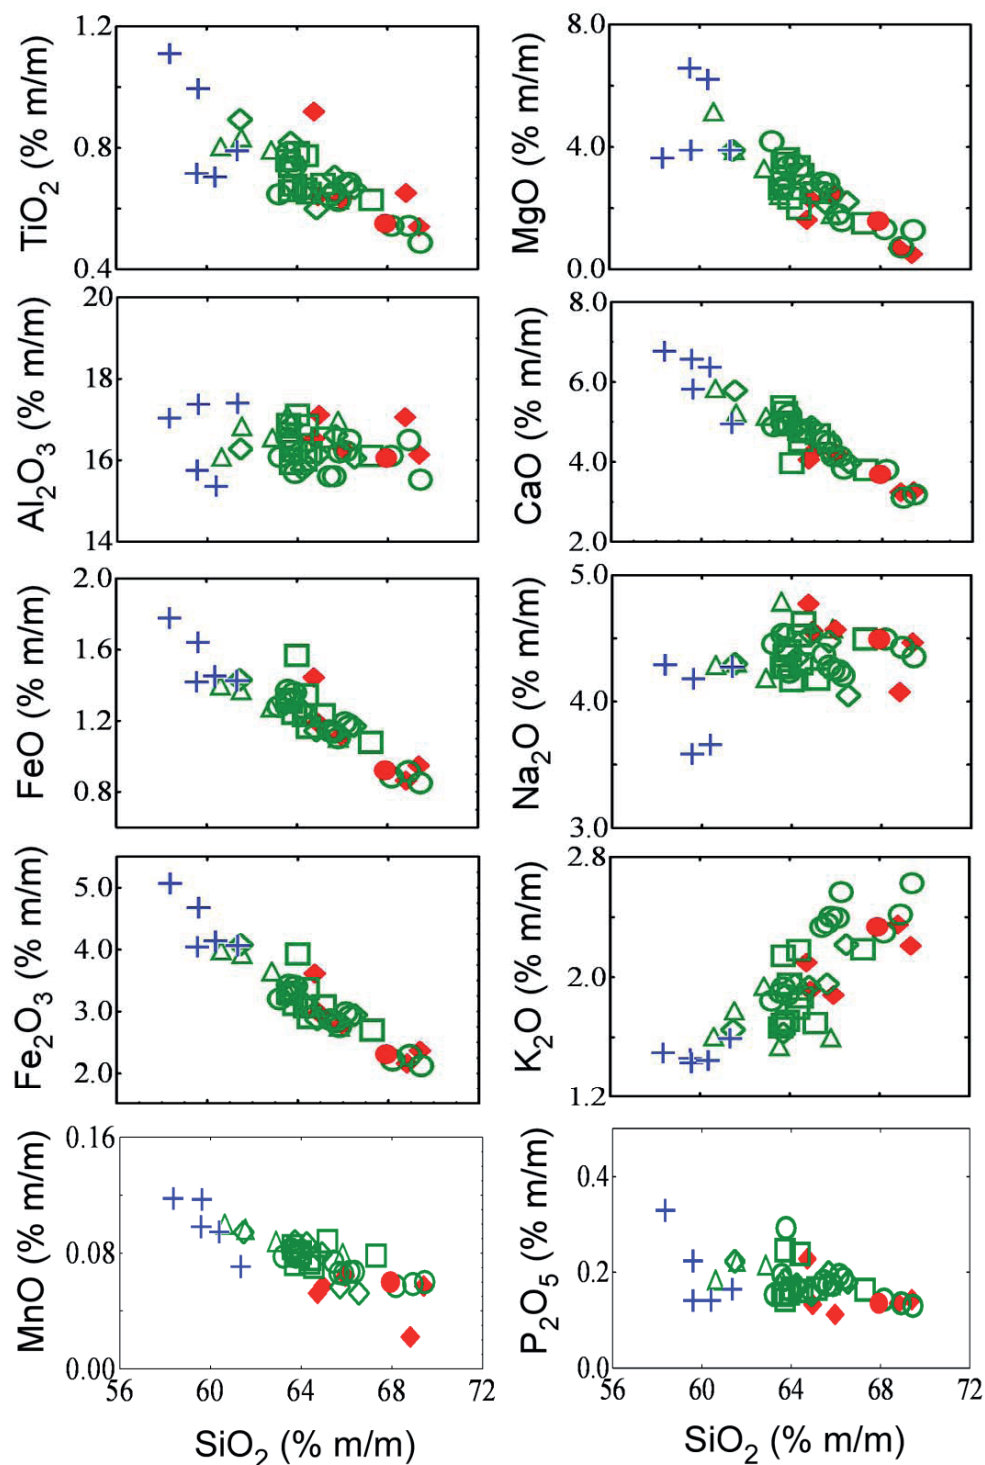 TiO2 (% m/m)
1.2
0.8
0.4
MgO (% m/m)
8.0
4.0
0.0
Al2O3 (% m/m)
20
18
16
14
CaO (% m/m)
8.0
6.0
4.0
2.0
FeO (% m/m)
2.0
1.6
1.2
0.8
Na2O (% m/m)
5.0
4.0
3.0
Fe2O3 (% m/m)
5.0
4.0
3.0
2.0
K2O (% m/m)
2.8
2.0
1.2
MnO (% m/m)
0.16
0.08
0.00
P2O5 (% m/m)
0.4
0.2
0.0
56 60 64 68 72
56 60 64 68 72
SiO2 (% m/m)
SiO2 (% m/m)